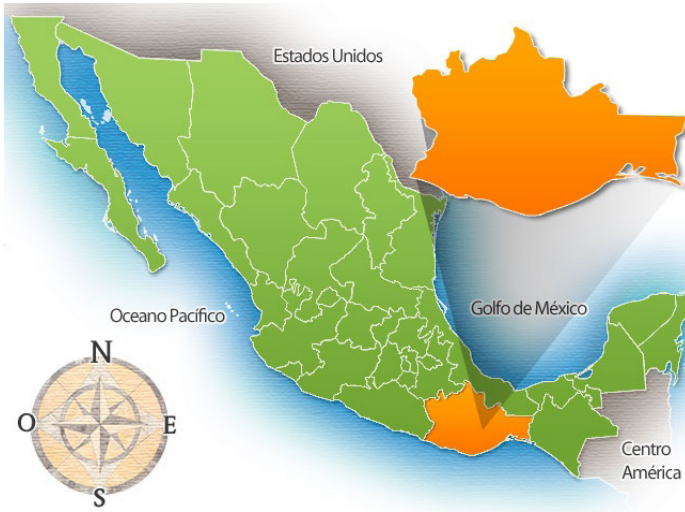 Estados Unidos
Golfo de México
Oceano Pacífico
N
O
E
S
Centro
América